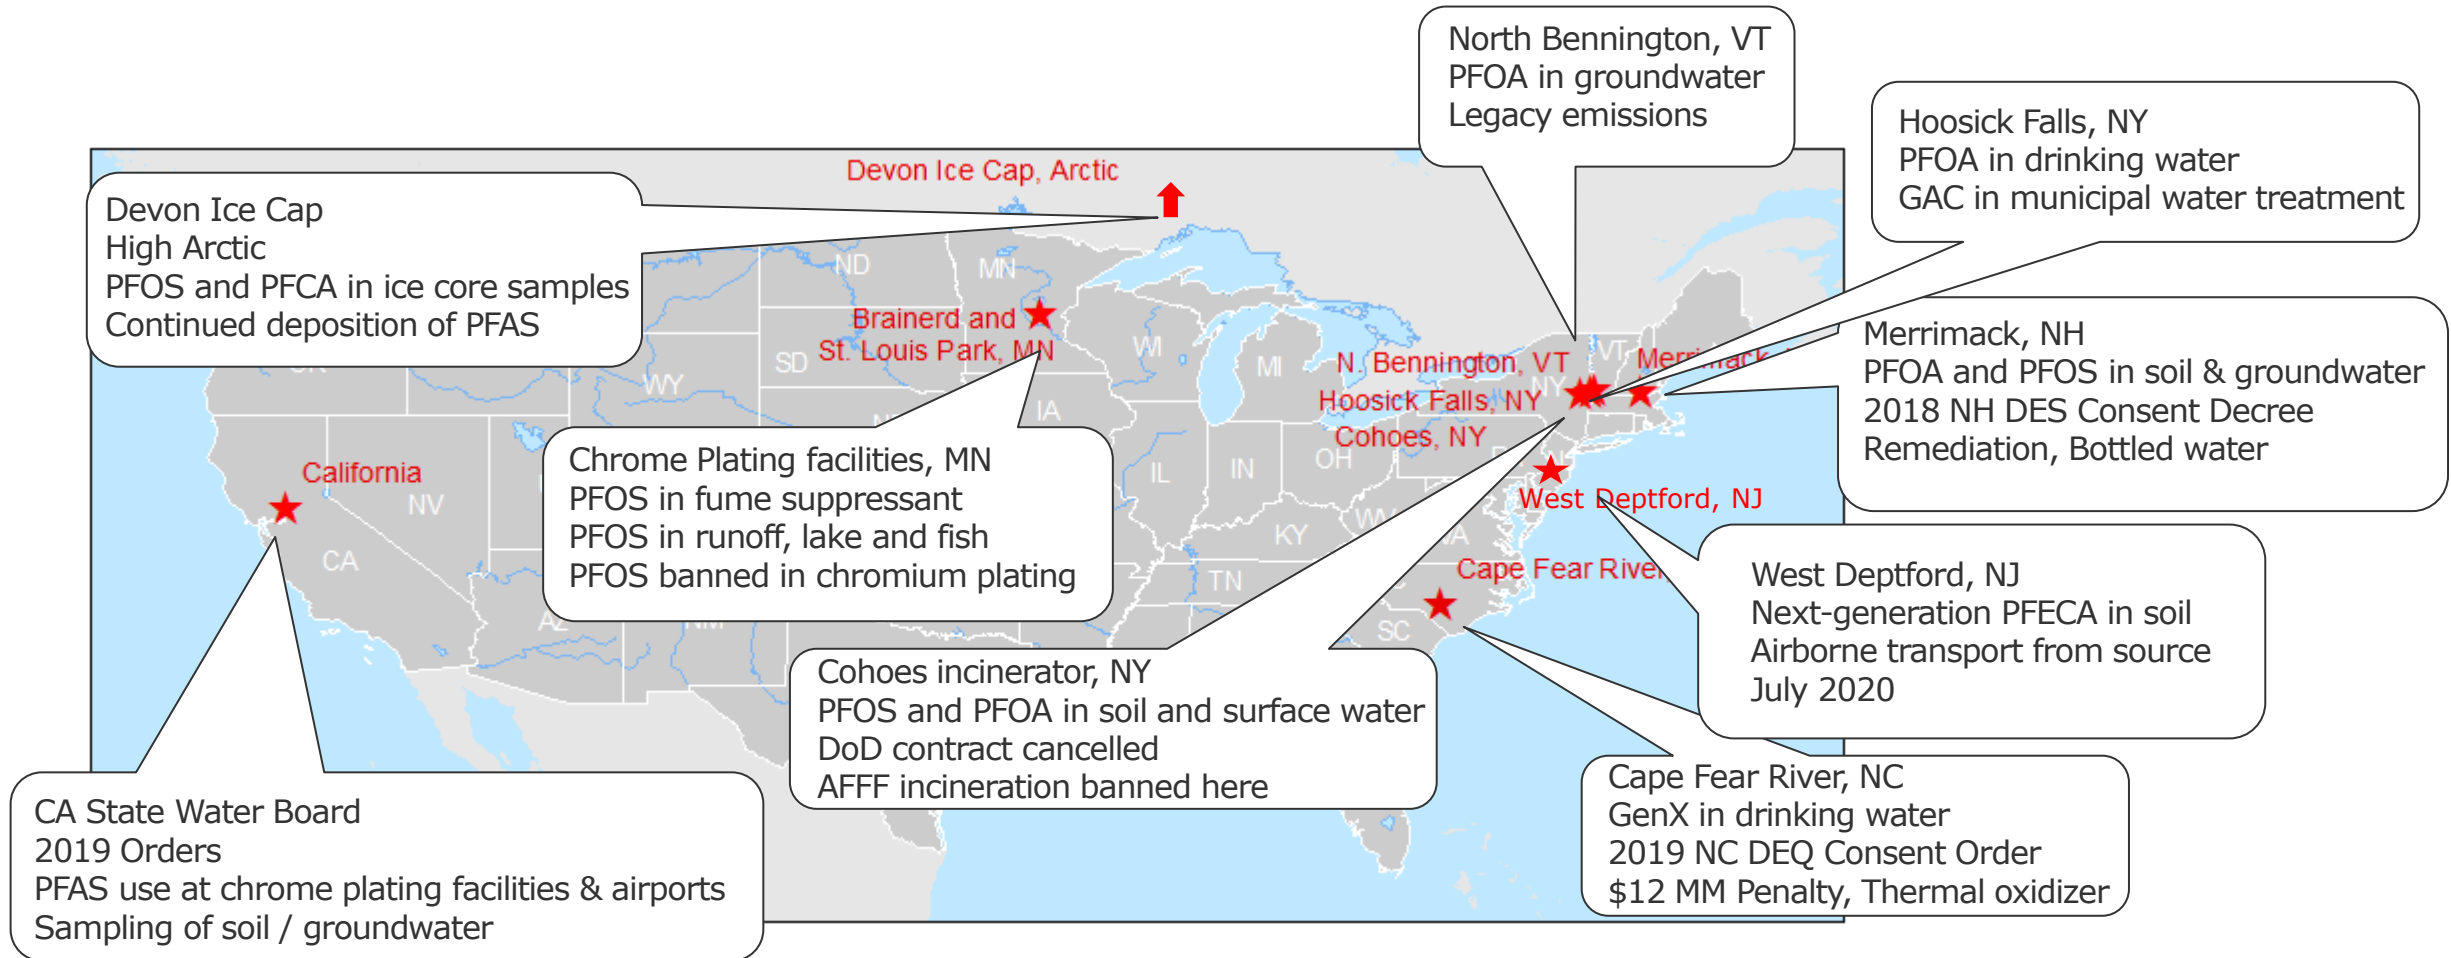 North Bennington, VT
PFOA in groundwater
Legacy emissions
Hoosick Falls, NY
PFOA in drinking water
GAC in municipal water treatment
Devon Ice Cap, Arctic
Devon Ice Cap
High Arctic
PFOS and PFCA in ice core samples
Continued deposition of PFAS
ND
MN
Brainerd and
St. Louis Park, MN
SD
WY
WI
MI
IA
N. Bennington, VT
VT
NY
Hoosick Falls, NY
Cohoes, NY
Merrimack, NH
PFOA and PFOS in soil & groundwater
2018 NH DES Consent Decree
Remediation, Bottled water
California
NV
CA
Chrome Plating facilities, MN
PFOS in fume suppressant
PFOS in runoff, lake and fish
PFOS banned in chromium plating
IL
IN
OH
KY
TN
WV
West Deptford, NJ
Cape Fear River,
SC
AZ
NM
West Deptford, NJ
Next-generation PFECA in soil
Airborne transport from source
July 2020
Cohoes incinerator, NY
PFOS and PFOA in soil and surface water
DoD contract cancelled
AFFF incineration banned here
Cape Fear River, NC
GenX in drinking water
2019 NC DEQ Consent Order
$12 MM Penalty, Thermal oxidizer
CA State Water Board
2019 Orders
PFAS use at chrome plating facilities & airports
Sampling of soil / groundwater